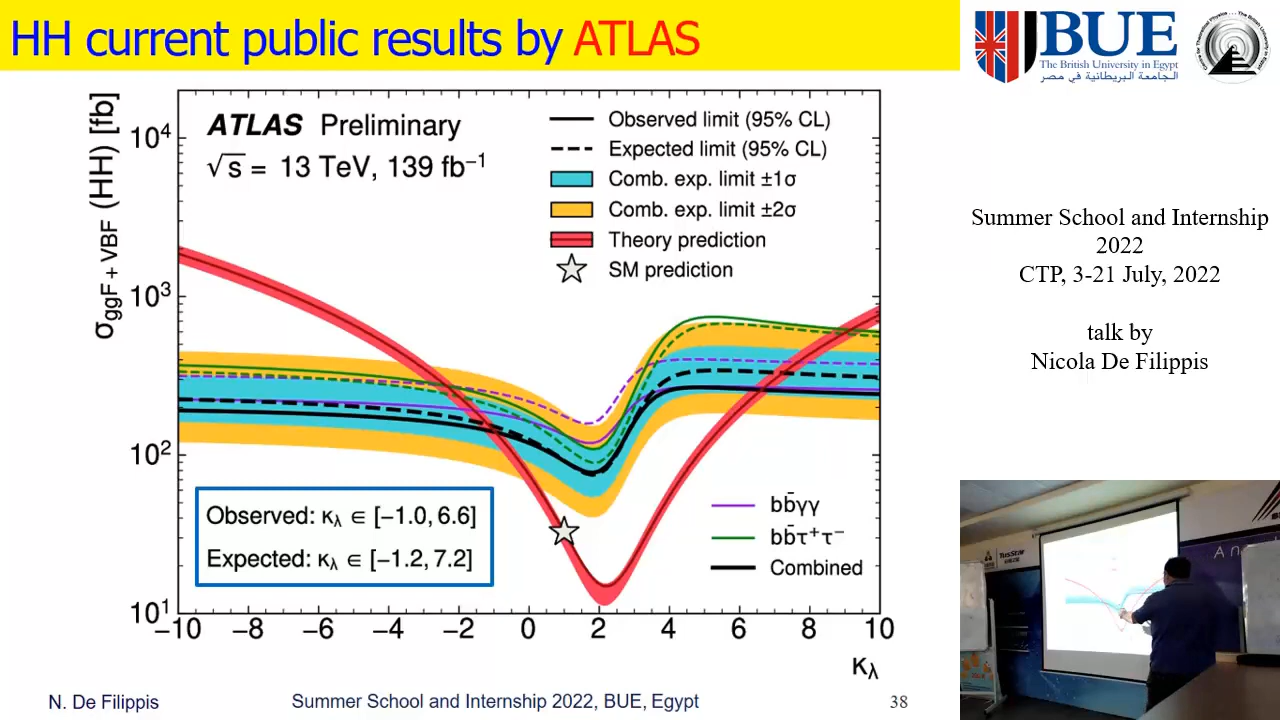 HH current public results by ATLAS
BUE
The British University in Egypt
الجامعة البريطانية في مصر
ATLAS Preliminary
√s = 13 TeV, 139 fb⁻¹
Observed limit (95% CL)
Expected limit (95% CL)
Comb. exp. limit ±1σ
Comb. exp. limit ±2σ
Theory prediction
SM prediction
σggF + VBF (HH) [fb]
10⁴
10³
10²
10¹
Observed: κλ ∈ [−1.0, 6.6]
Expected: κλ ∈ [−1.2, 7.2]
bb̄γγ
bb̄τ⁺τ⁻
Combined
−10 −8 −6 −4 −2 0 2 4 6 8 10
κλ
N. De Filippis
Summer School and Internship 2022, BUE, Egypt
38
Summer School and Internship
2022
CTP, 3-21 July, 2022
talk by
Nicola De Filippis
TusStar